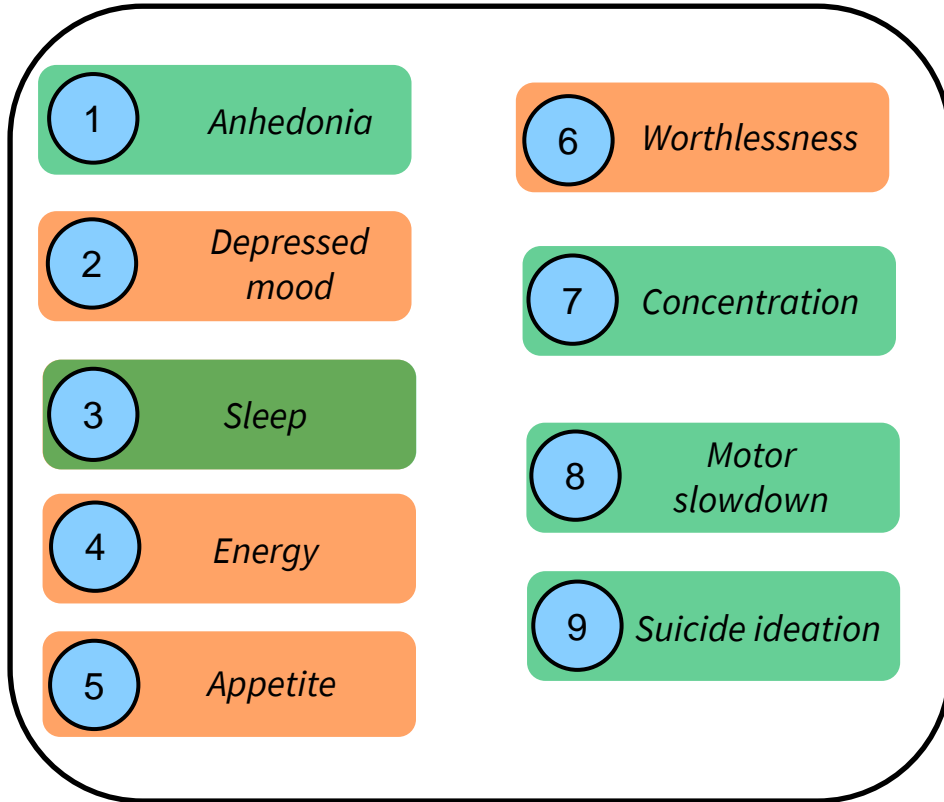 1 Anhedonia
2 Depressed
mood
3 Sleep
4 Energy
5 Appetite
6 Worthlessness
7 Concentration
8 Motor
slowdown
9 Suicide ideation